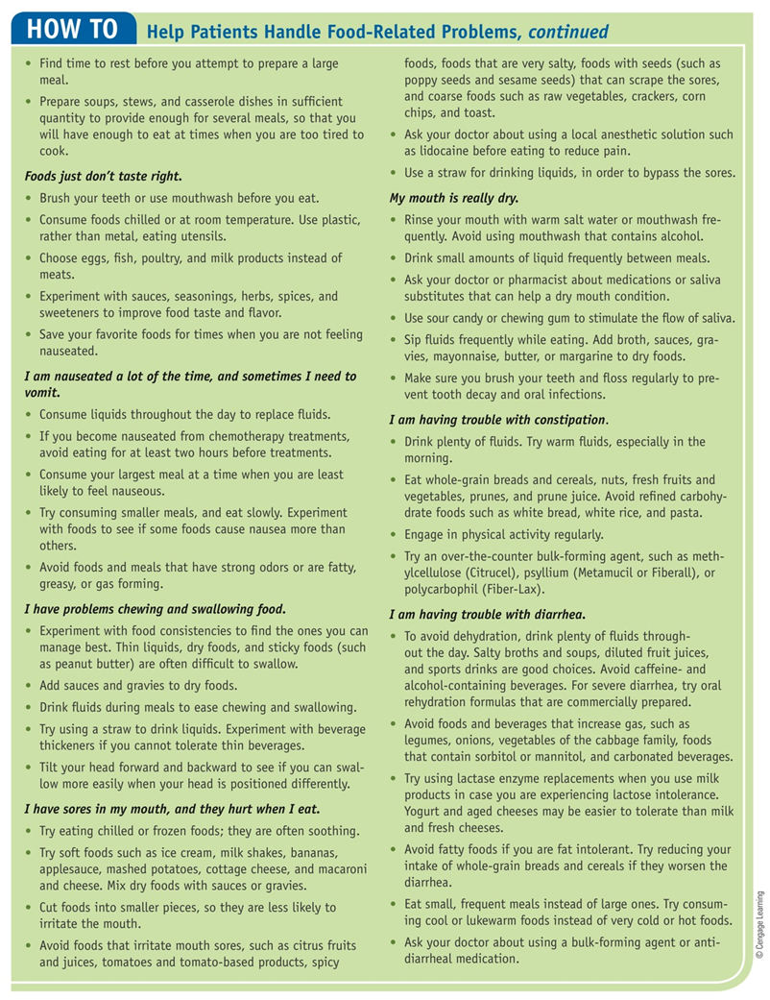 HOW TO Help Patients Handle Food-Related Problems, continued
• Find time to rest before you attempt to prepare a large
meal.
• Prepare soups, stews, and casserole dishes in sufficient
quantity to provide enough for several meals, so that you
will have enough to eat at times when you are too tired to
cook.
Foods just don’t taste right.
• Brush your teeth or use mouthwash before you eat.
• Consume foods chilled or at room temperature. Use plastic,
rather than metal, eating utensils.
• Choose eggs, fish, poultry, and milk products instead of
meats.
• Experiment with sauces, seasonings, herbs, spices, and
sweeteners to improve food taste and flavor.
• Save your favorite foods for times when you are not feeling
nauseated.
I am nauseated a lot of the time, and sometimes I need to
vomit.
• Consume liquids throughout the day to replace fluids.
• If you become nauseated from chemotherapy treatments,
avoid eating for at least two hours before treatments.
• Consume your largest meal at a time when you are least
likely to feel nauseous.
• Try consuming smaller meals, and eat slowly. Experiment
with foods to see if some foods cause nausea more than
others.
• Avoid foods and meals that have strong odors or are fatty,
greasy, or gas forming.
I have problems chewing and swallowing food.
• Experiment with food consistencies to find the ones you can
manage best. Thin liquids, dry foods, and sticky foods (such
as peanut butter) are often difficult to swallow.
• Add sauces and gravies to dry foods.
• Drink fluids during meals to ease chewing and swallowing.
• Try using a straw to drink liquids. Experiment with beverage
thickeners if you cannot tolerate thin beverages.
• Tilt your head forward and backward to see if you can swal-
low more easily when your head is positioned differently.
I have sores in my mouth, and they hurt when I eat.
• Try eating chilled or frozen foods; they are often soothing.
• Try soft foods such as ice cream, milk shakes, bananas,
applesauce, mashed potatoes, cottage cheese, and macaroni
and cheese. Mix dry foods with sauces or gravies.
• Cut foods into smaller pieces, so they are less likely to
irritate the mouth.
• Avoid foods that irritate mouth sores, such as citrus fruits
and juices, tomatoes and tomato-based products, spicy
foods, foods that are very salty, foods with seeds (such as
poppy seeds and sesame seeds) that can scrape the sores,
and coarse foods such as raw vegetables, crackers, corn
chips, and toast.
• Ask your doctor about using a local anesthetic solution such
as lidocaine before eating to reduce pain.
• Use a straw for drinking liquids, in order to bypass the sores.
My mouth is really dry.
• Rinse your mouth with warm salt water or mouthwash fre-
quently. Avoid using mouthwash that contains alcohol.
• Drink small amounts of liquid frequently between meals.
• Ask your doctor or pharmacist about medications or saliva
substitutes that can help a dry mouth condition.
• Use sour candy or chewing gum to stimulate the flow of saliva.
• Sip fluids frequently while eating. Add broth, sauces, gra-
vies, mayonnaise, butter, or margarine to dry foods.
• Make sure you brush your teeth and floss regularly to pre-
vent tooth decay and oral infections.
I am having trouble with constipation.
• Drink plenty of fluids. Try warm fluids, especially in the
morning.
• Eat whole-grain breads and cereals, nuts, fresh fruits and
vegetables, prunes, and prune juice. Avoid refined carbohy-
drate foods such as white bread, white rice, and pasta.
• Engage in physical activity regularly.
• Try an over-the-counter bulk-forming agent, such as meth-
ylcellulose (Citrucel), psyllium (Metamucil or Fiberall), or
polycarbophil (Fiber-Lax).
I am having trouble with diarrhea.
• To avoid dehydration, drink plenty of fluids through-
out the day. Salty broths and soups, diluted fruit juices,
and sports drinks are good choices. Avoid caffeine- and
alcohol-containing beverages. For severe diarrhea, try oral
rehydration formulas that are commercially prepared.
• Avoid foods and beverages that increase gas, such as
legumes, onions, vegetables of the cabbage family, foods
that contain sorbitol or mannitol, and carbonated beverages.
• Try using lactase enzyme replacements when you use milk
products in case you are experiencing lactose intolerance.
Yogurt and aged cheeses may be easier to tolerate than milk
and fresh cheeses.
• Avoid fatty foods if you are fat intolerant. Try reducing your
intake of whole-grain breads and cereals if they worsen the
diarrhea.
• Eat small, frequent meals instead of large ones. Try consum-
ing cool or lukewarm foods instead of very cold or hot foods.
• Ask your doctor about using a bulk-forming agent or anti-
diarrheal medication.
© Cengage Learning